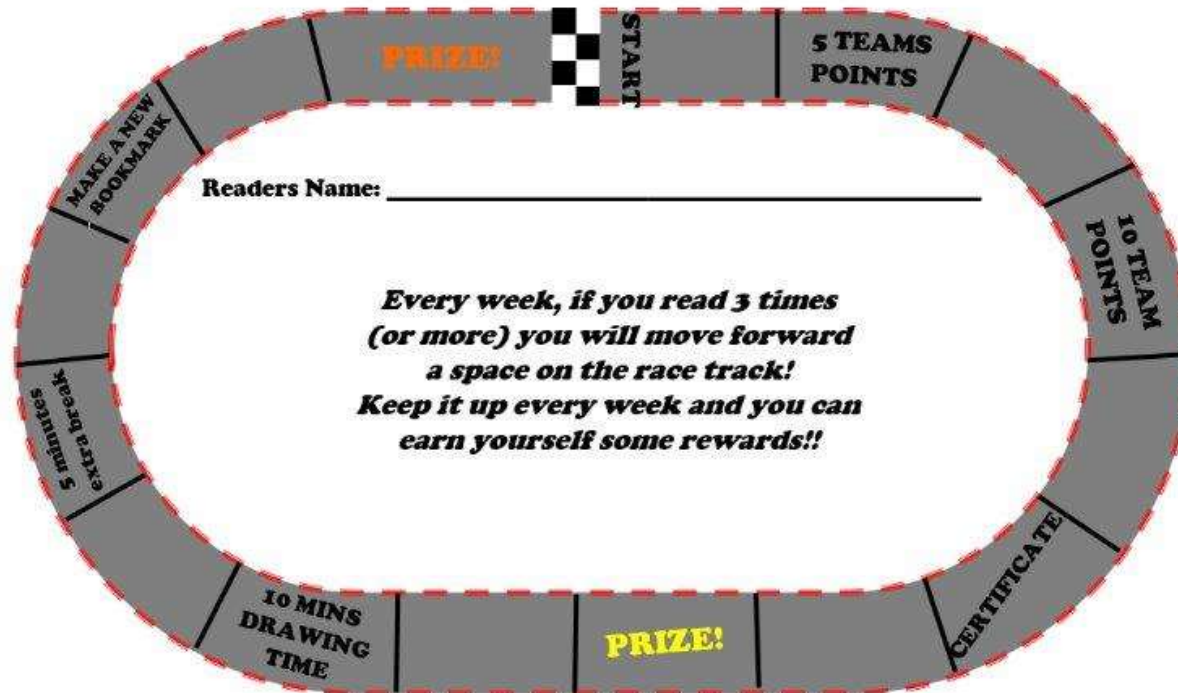 START
5 TEAMS
POINTS
10 TEAM
POINTS
CERTIFICATE
PRIZE!
10 MINS
DRAWING
TIME
5 minutes
extra break
MAKE A NEW
BOOKMARK
PRIZE!
Readers Name:
Every week, if you read 3 times
(or more) you will move forward
a space on the race track!
Keep it up every week and you can
earn yourself some rewards!!